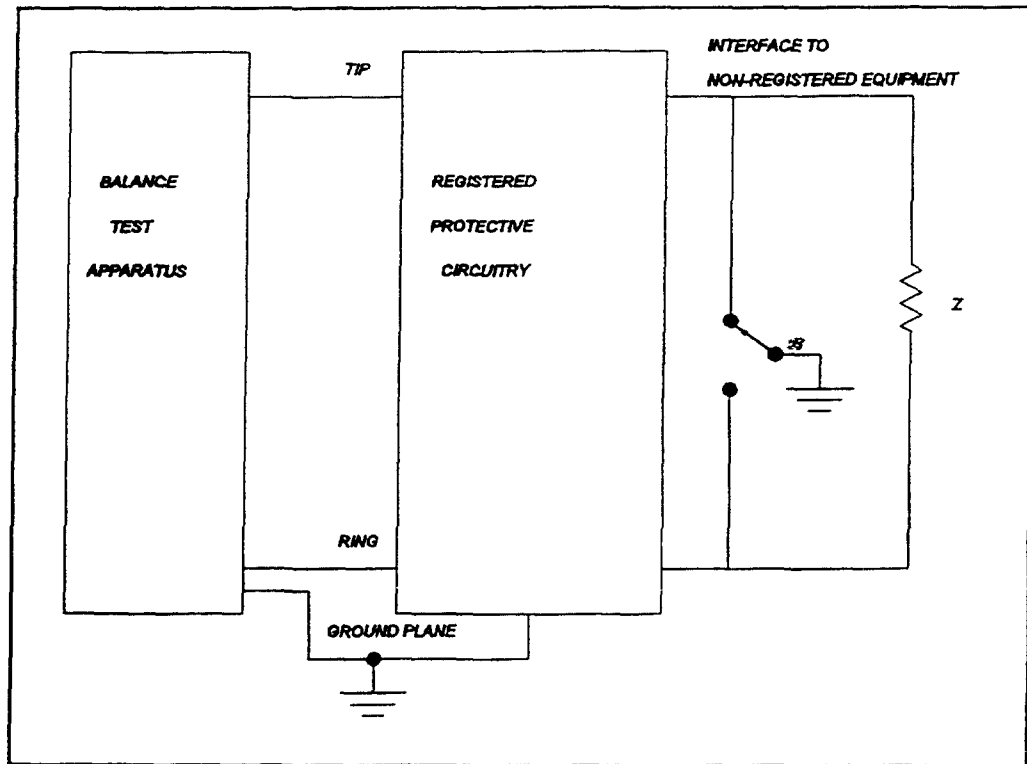 INTERFACE TO
NON-REGISTERED EQUIPMENT
TIP
BALANCE
TEST
APPARATUS
REGISTERED
PROTECTIVE
CIRCUITRY
Z
RING
GROUND PLANE